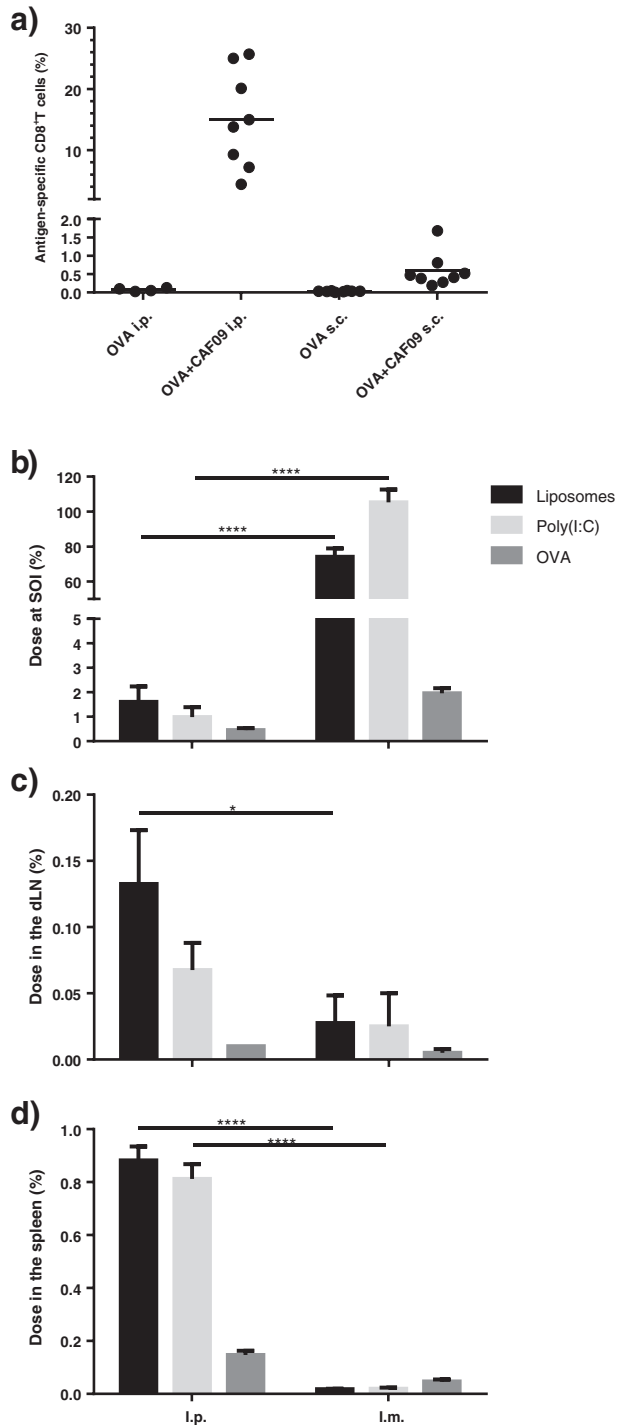 a)
Antigen-specific CD8⁺T cells (%)
30
20
10
2.0
1.5
1.0
0.5
0.0
OVA i.p.
OVA+CAF09 i.p.
OVA s.c.
OVA+CAF09 s.c.
b)
Dose at SOI (%)
120
100
80
60
5
4
3
2
1
0
****
****
Liposomes
Poly(I:C)
OVA
c)
Dose in the dLN (%)
0.20
0.15
0.10
0.05
0.00
*
d)
Dose in the spleen (%)
1.0
0.8
0.6
0.4
0.2
0.0
****
****
I.p.
I.m.